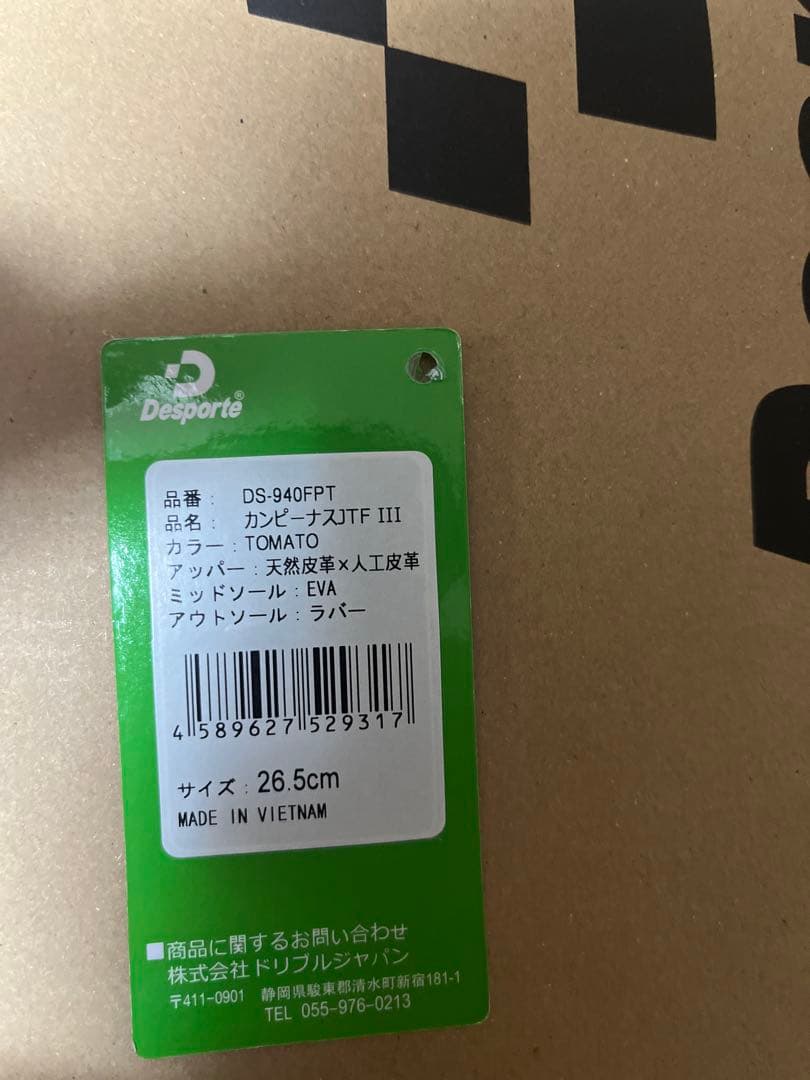 Desporte®
品番： DS-940FPT
品名： カンピーナスJTF III
カラー：TOMATO
アッパー：天然皮革×人工皮革
ミッドソール：EVA
アウトソール：ラバー
4 589627 529317
サイズ：26.5cm
MADE IN VIETNAM
■商品に関するお問い合わせ
株式会社ドリブルジャパン
〒411-0901 静岡県駿東郡清水町新宿181-1
TEL 055-976-0213